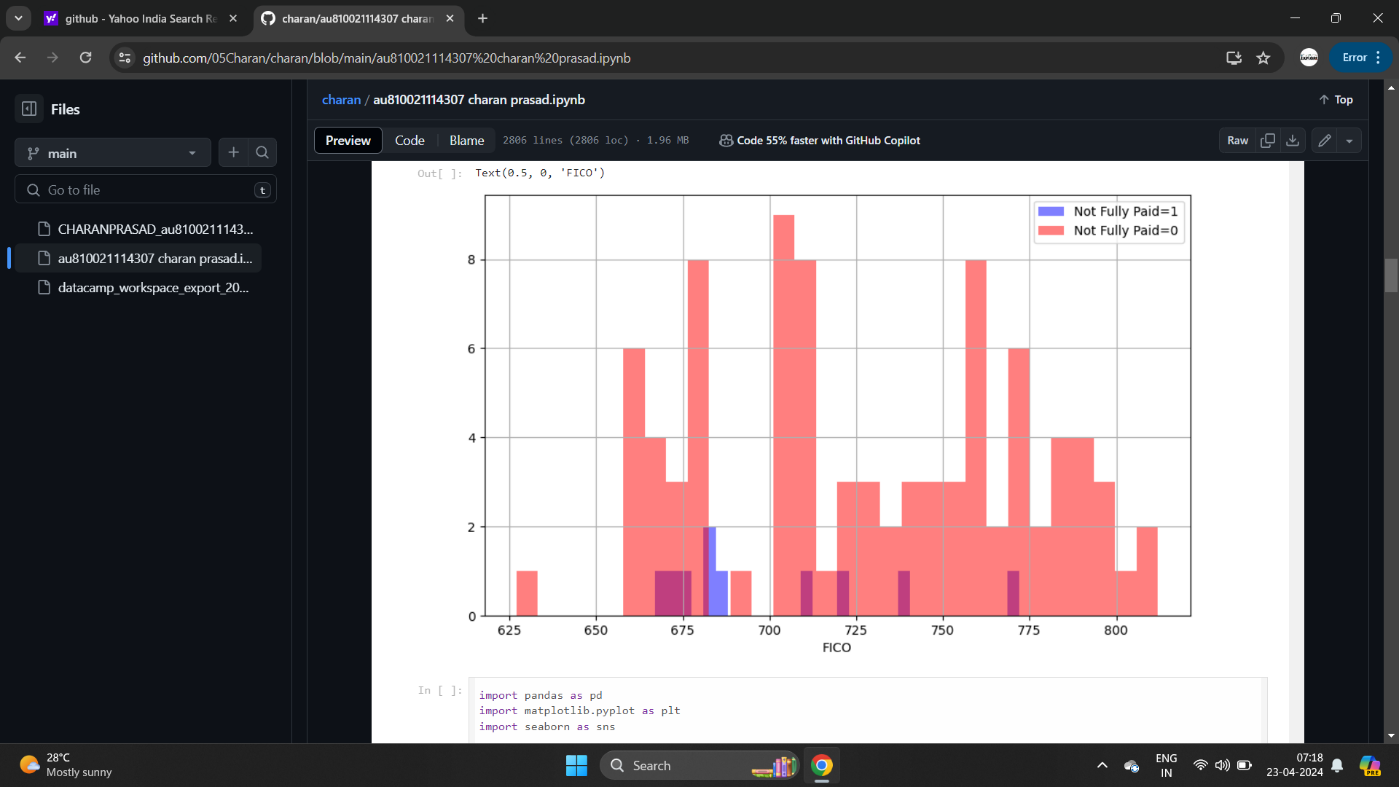 github - Yahoo India Search Re
charan/au810021114307 charan
github.com/05Charan/charan/blob/main/au810021114307%20charan%20prasad.ipynb
Error
Files
main
Go to file
t
CHARANPRASAD_au8100211143...
au810021114307 charan prasad.i...
datacamp_workspace_export_20...
charan / au810021114307 charan prasad.ipynb
Top
Preview Code Blame 2806 lines (2806 loc) · 1.96 MB Code 55% faster with GitHub Copilot Raw
Out[ ]: Text(0.5, 0, 'FICO')
Not Fully Paid=1
Not Fully Paid=0
8
6
4
2
0
625 650 675 700 725 750 775 800
FICO
In [ ]: import pandas as pd
import matplotlib.pyplot as plt
import seaborn as sns
28°C
Mostly sunny
Search
ENG
IN
07:18
23-04-2024
PRE